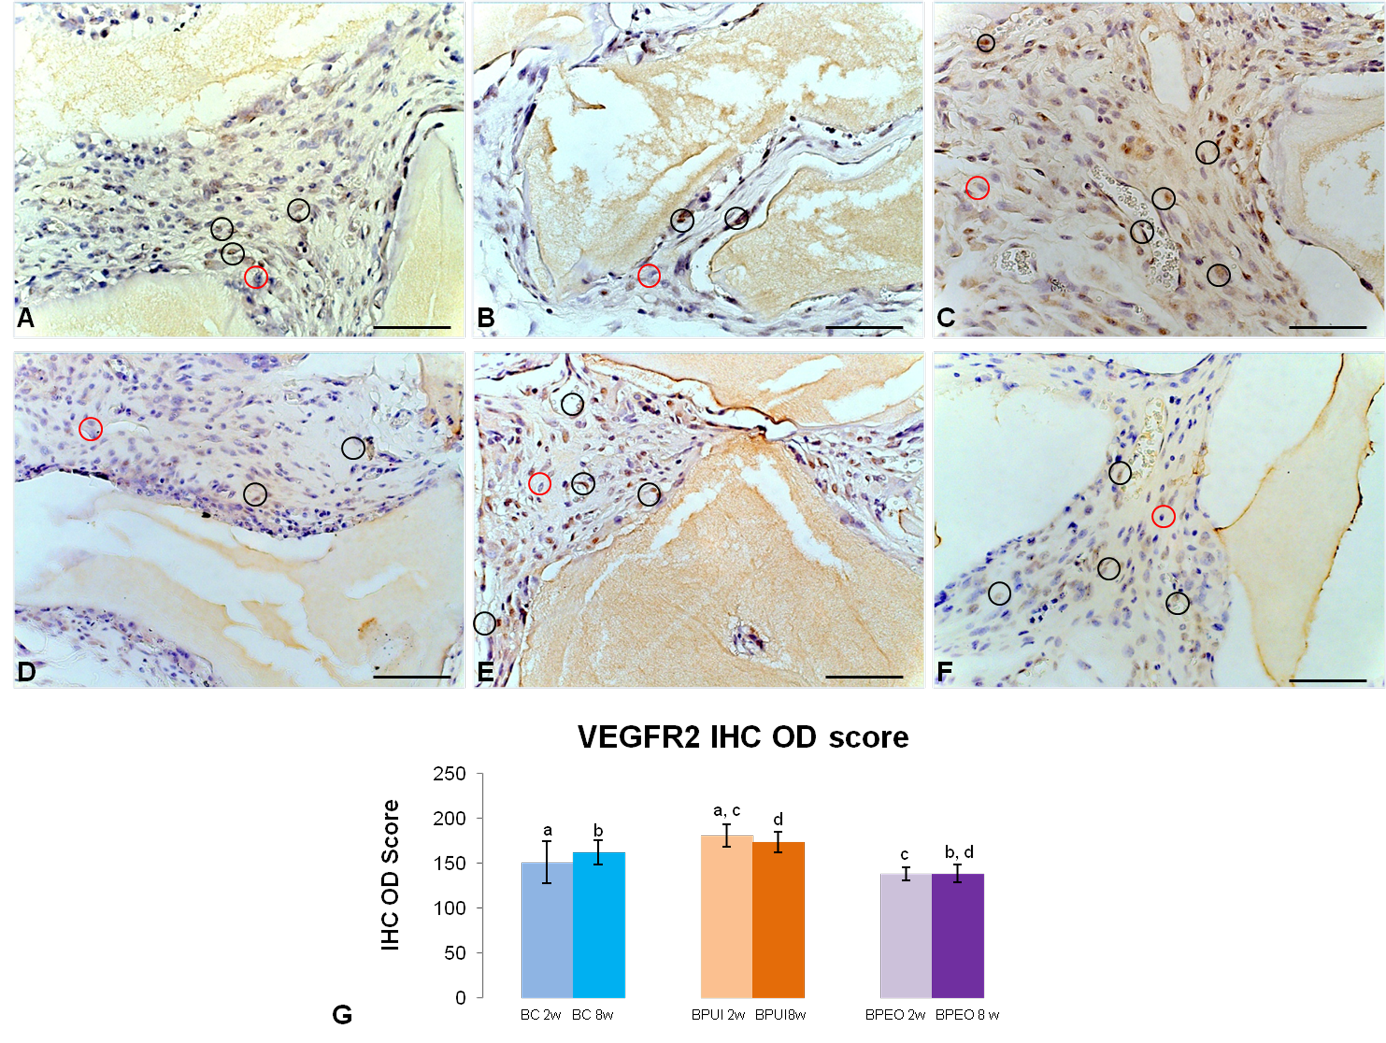 A
B
C
D
E
F
VEGFR2 IHC OD score
IHC OD Score
250
200
150
100
50
0
a
b
a, c
d
c
b, d
BC 2w BC 8w BPUI 2w BPUI8w BPEO 2w BPEO 8 w
G